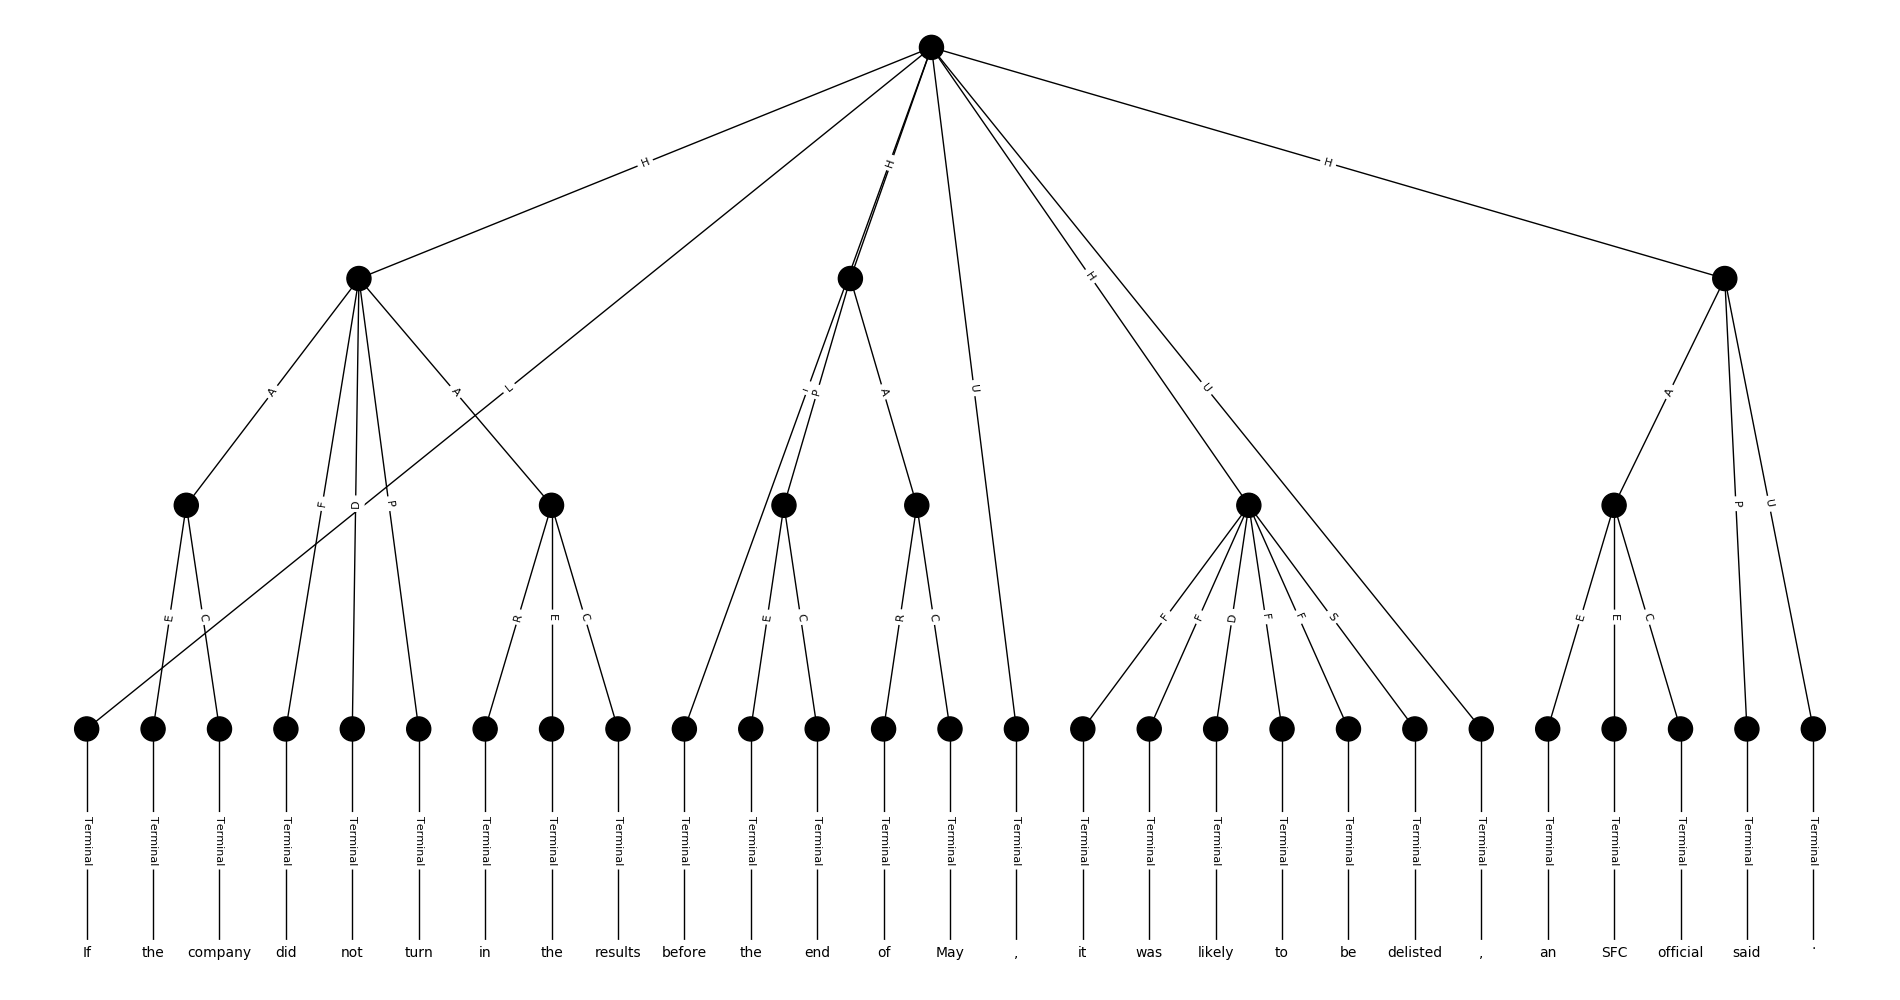 H
H
H
H
A
A
L
I
P
A
U
H
U
A
F
D
P
P
U
E
C
R
E
C
E
C
R
C
F
F
D
F
F
S
E
E
C
Terminal Terminal Terminal Terminal Terminal Terminal Terminal Terminal Terminal Terminal Terminal Terminal Terminal Terminal Terminal Terminal Terminal Terminal Terminal Terminal Terminal Terminal Terminal Terminal Terminal Terminal Terminal
If the company did not turn in the results before the end of May , it was likely to be delisted , an SFC official said .